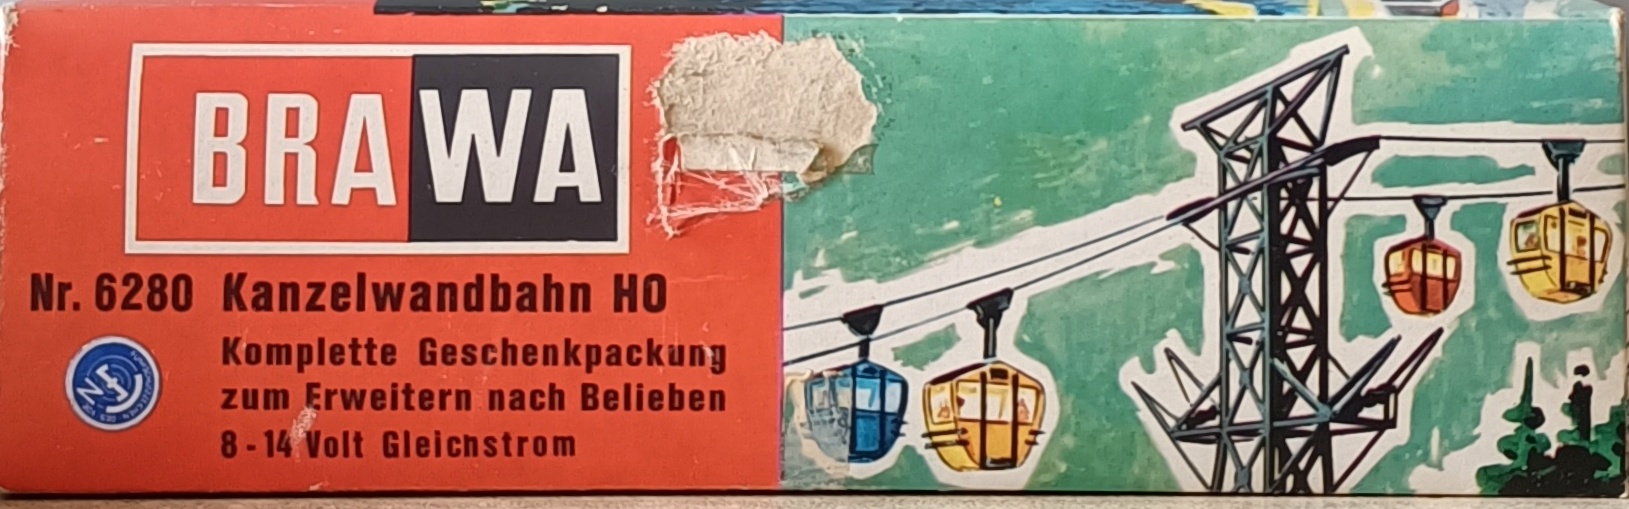 BRAWA
Nr. 6280 Kanzelwandbahn HO
Komplette Geschenkpackung
zum Erweitern nach Belieben
8-14 Volt Gleichstrom